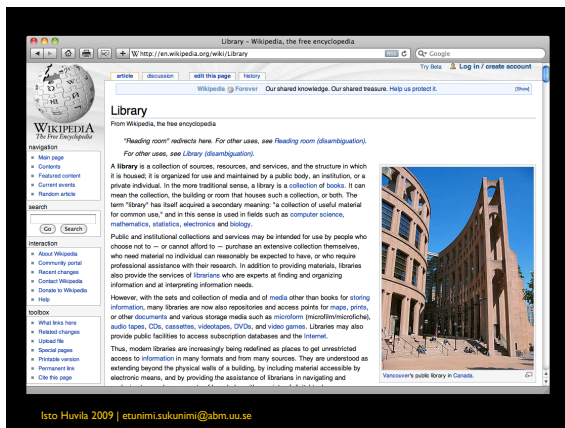 Library – Wikipedia, the free encyclopedia
W http://en.wikipedia.org/wiki/Library
RSS
Google
Try Beta Log in / create account
article discussion edit this page history
Wikipedia Forever Our shared knowledge. Our shared treasure. Help us protect it. [Show]
WIKIPEDIA
The Free Encyclopedia
navigation
Main page
Contents
Featured content
Current events
Random article
search
Go Search
interaction
About Wikipedia
Community portal
Recent changes
Contact Wikipedia
Donate to Wikipedia
Help
toolbox
What links here
Related changes
Upload file
Special pages
Printable version
Permanent link
Cite this page
Library
From Wikipedia, the free encyclopedia
"Reading room" redirects here. For other uses, see Reading room (disambiguation).
For other uses, see Library (disambiguation).
A library is a collection of sources, resources, and services, and the structure in which
it is housed; it is organized for use and maintained by a public body, an institution, or a
private individual. In the more traditional sense, a library is a collection of books. It can
mean the collection, the building or room that houses such a collection, or both. The
term "library" has itself acquired a secondary meaning: "a collection of useful material
for common use," and in this sense is used in fields such as computer science,
mathematics, statistics, electronics and biology.
Public and institutional collections and services may be intended for use by people who
choose not to — or cannot afford to — purchase an extensive collection themselves,
who need material no individual can reasonably be expected to have, or who require
professional assistance with their research. In addition to providing materials, libraries
also provide the services of librarians who are experts at finding and organizing
information and at interpreting information needs.
However, with the sets and collection of media and of media other than books for storing
information, many libraries are now also repositories and access points for maps, prints,
or other documents and various storage media such as microform (microfilm/microfiche),
audio tapes, CDs, cassettes, videotapes, DVDs, and video games. Libraries may also
provide public facilities to access subscription databases and the Internet.
Thus, modern libraries are increasingly being redefined as places to get unrestricted
access to information in many formats and from many sources. They are understood as
extending beyond the physical walls of a building, by including material accessible by
electronic means, and by providing the assistance of librarians in navigating and
Vancouver's public library in Canada.
Isto Huvila 2009 | etunimi.sukunimi@abm.uu.se